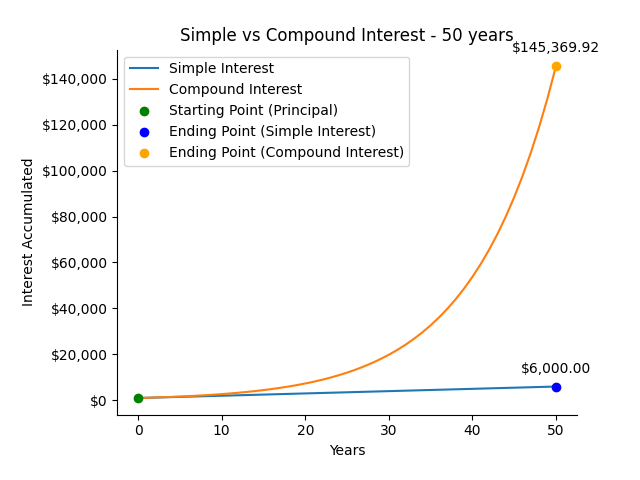 Simple vs Compound Interest - 50 years
$145,369.92
Simple Interest
Compound Interest
Starting Point (Principal)
Ending Point (Simple Interest)
Ending Point (Compound Interest)
$140,000
$120,000
$100,000
$80,000
$60,000
$40,000
$20,000
$0
Interest Accumulated
$6,000.00
0 10 20 30 40 50
Years